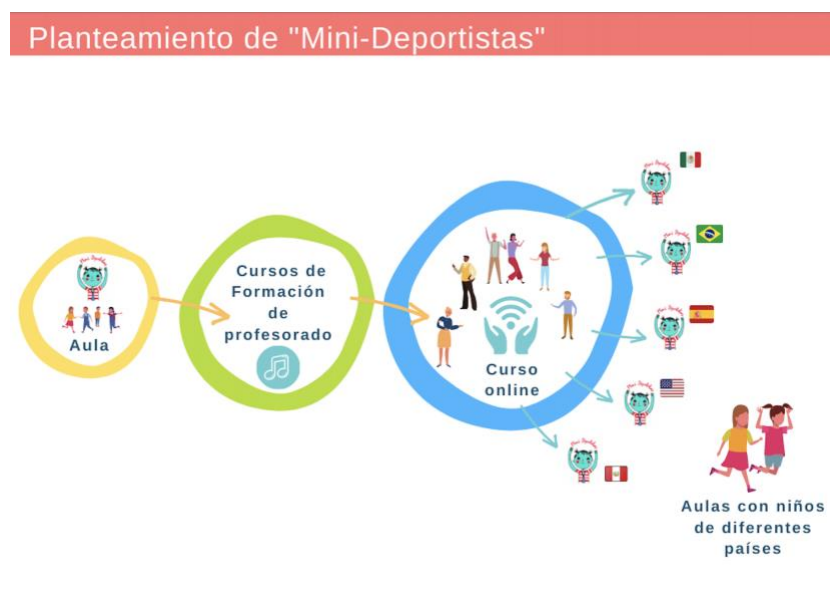 Planteamiento de "Mini-Deportistas"
Aula
Cursos de
Formación
de
profesorado
Curso
online
Aulas con niños
de diferentes
países